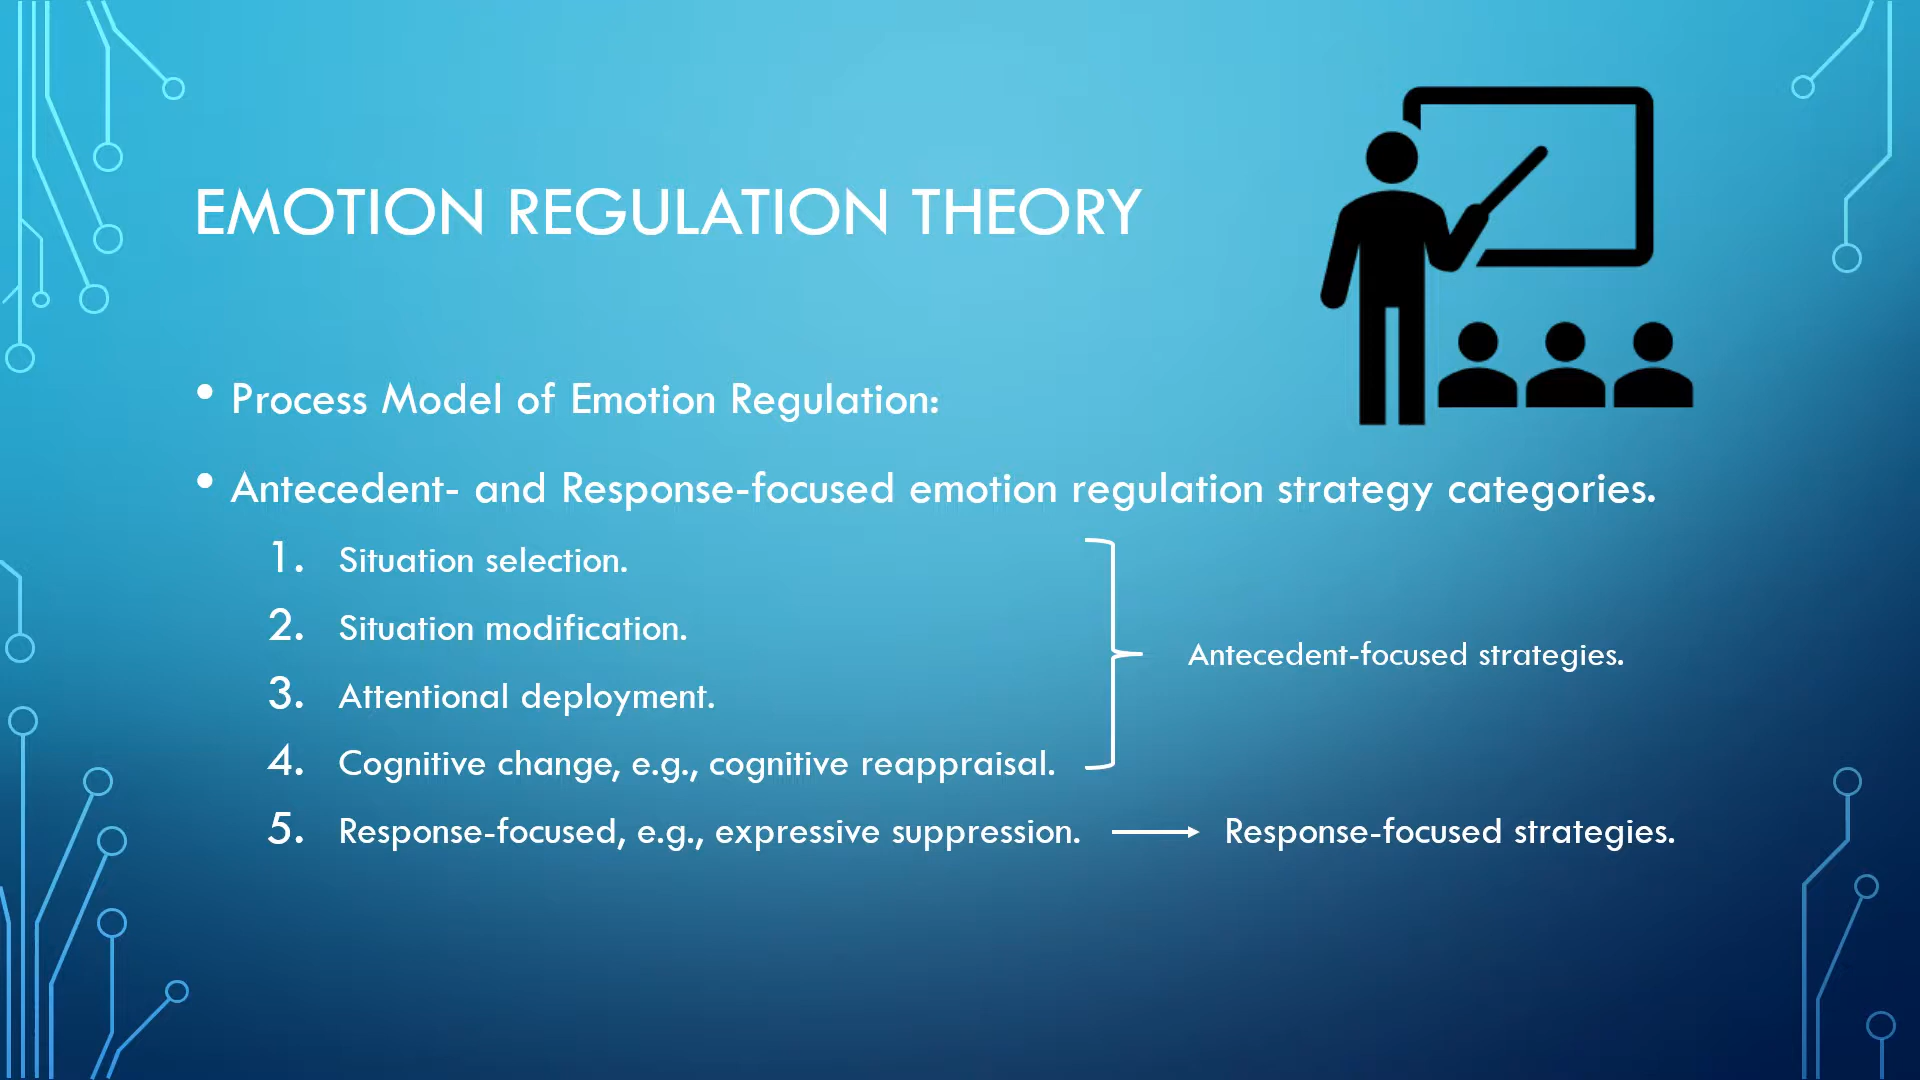 EMOTION REGULATION THEORY
• Process Model of Emotion Regulation:
• Antecedent- and Response-focused emotion regulation strategy categories.
1. Situation selection.
2. Situation modification.
3. Attentional deployment.
4. Cognitive change, e.g., cognitive reappraisal.
Antecedent-focused strategies.
5. Response-focused, e.g., expressive suppression.
Response-focused strategies.